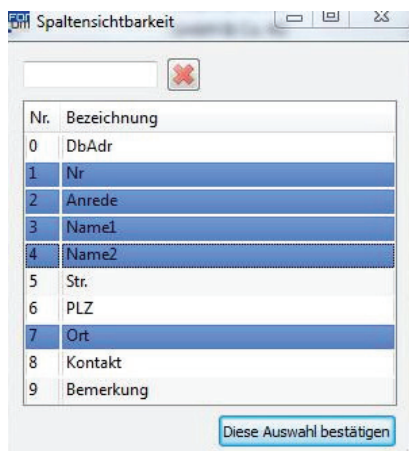 Spaltensichtbarkeit
Nr. Bezeichnung
0 DbAdr
1 Nr
2 Anrede
3 Name1
4 Name2
5 Str.
6 PLZ
7 Ort
8 Kontakt
9 Bemerkung
Diese Auswahl bestätigen